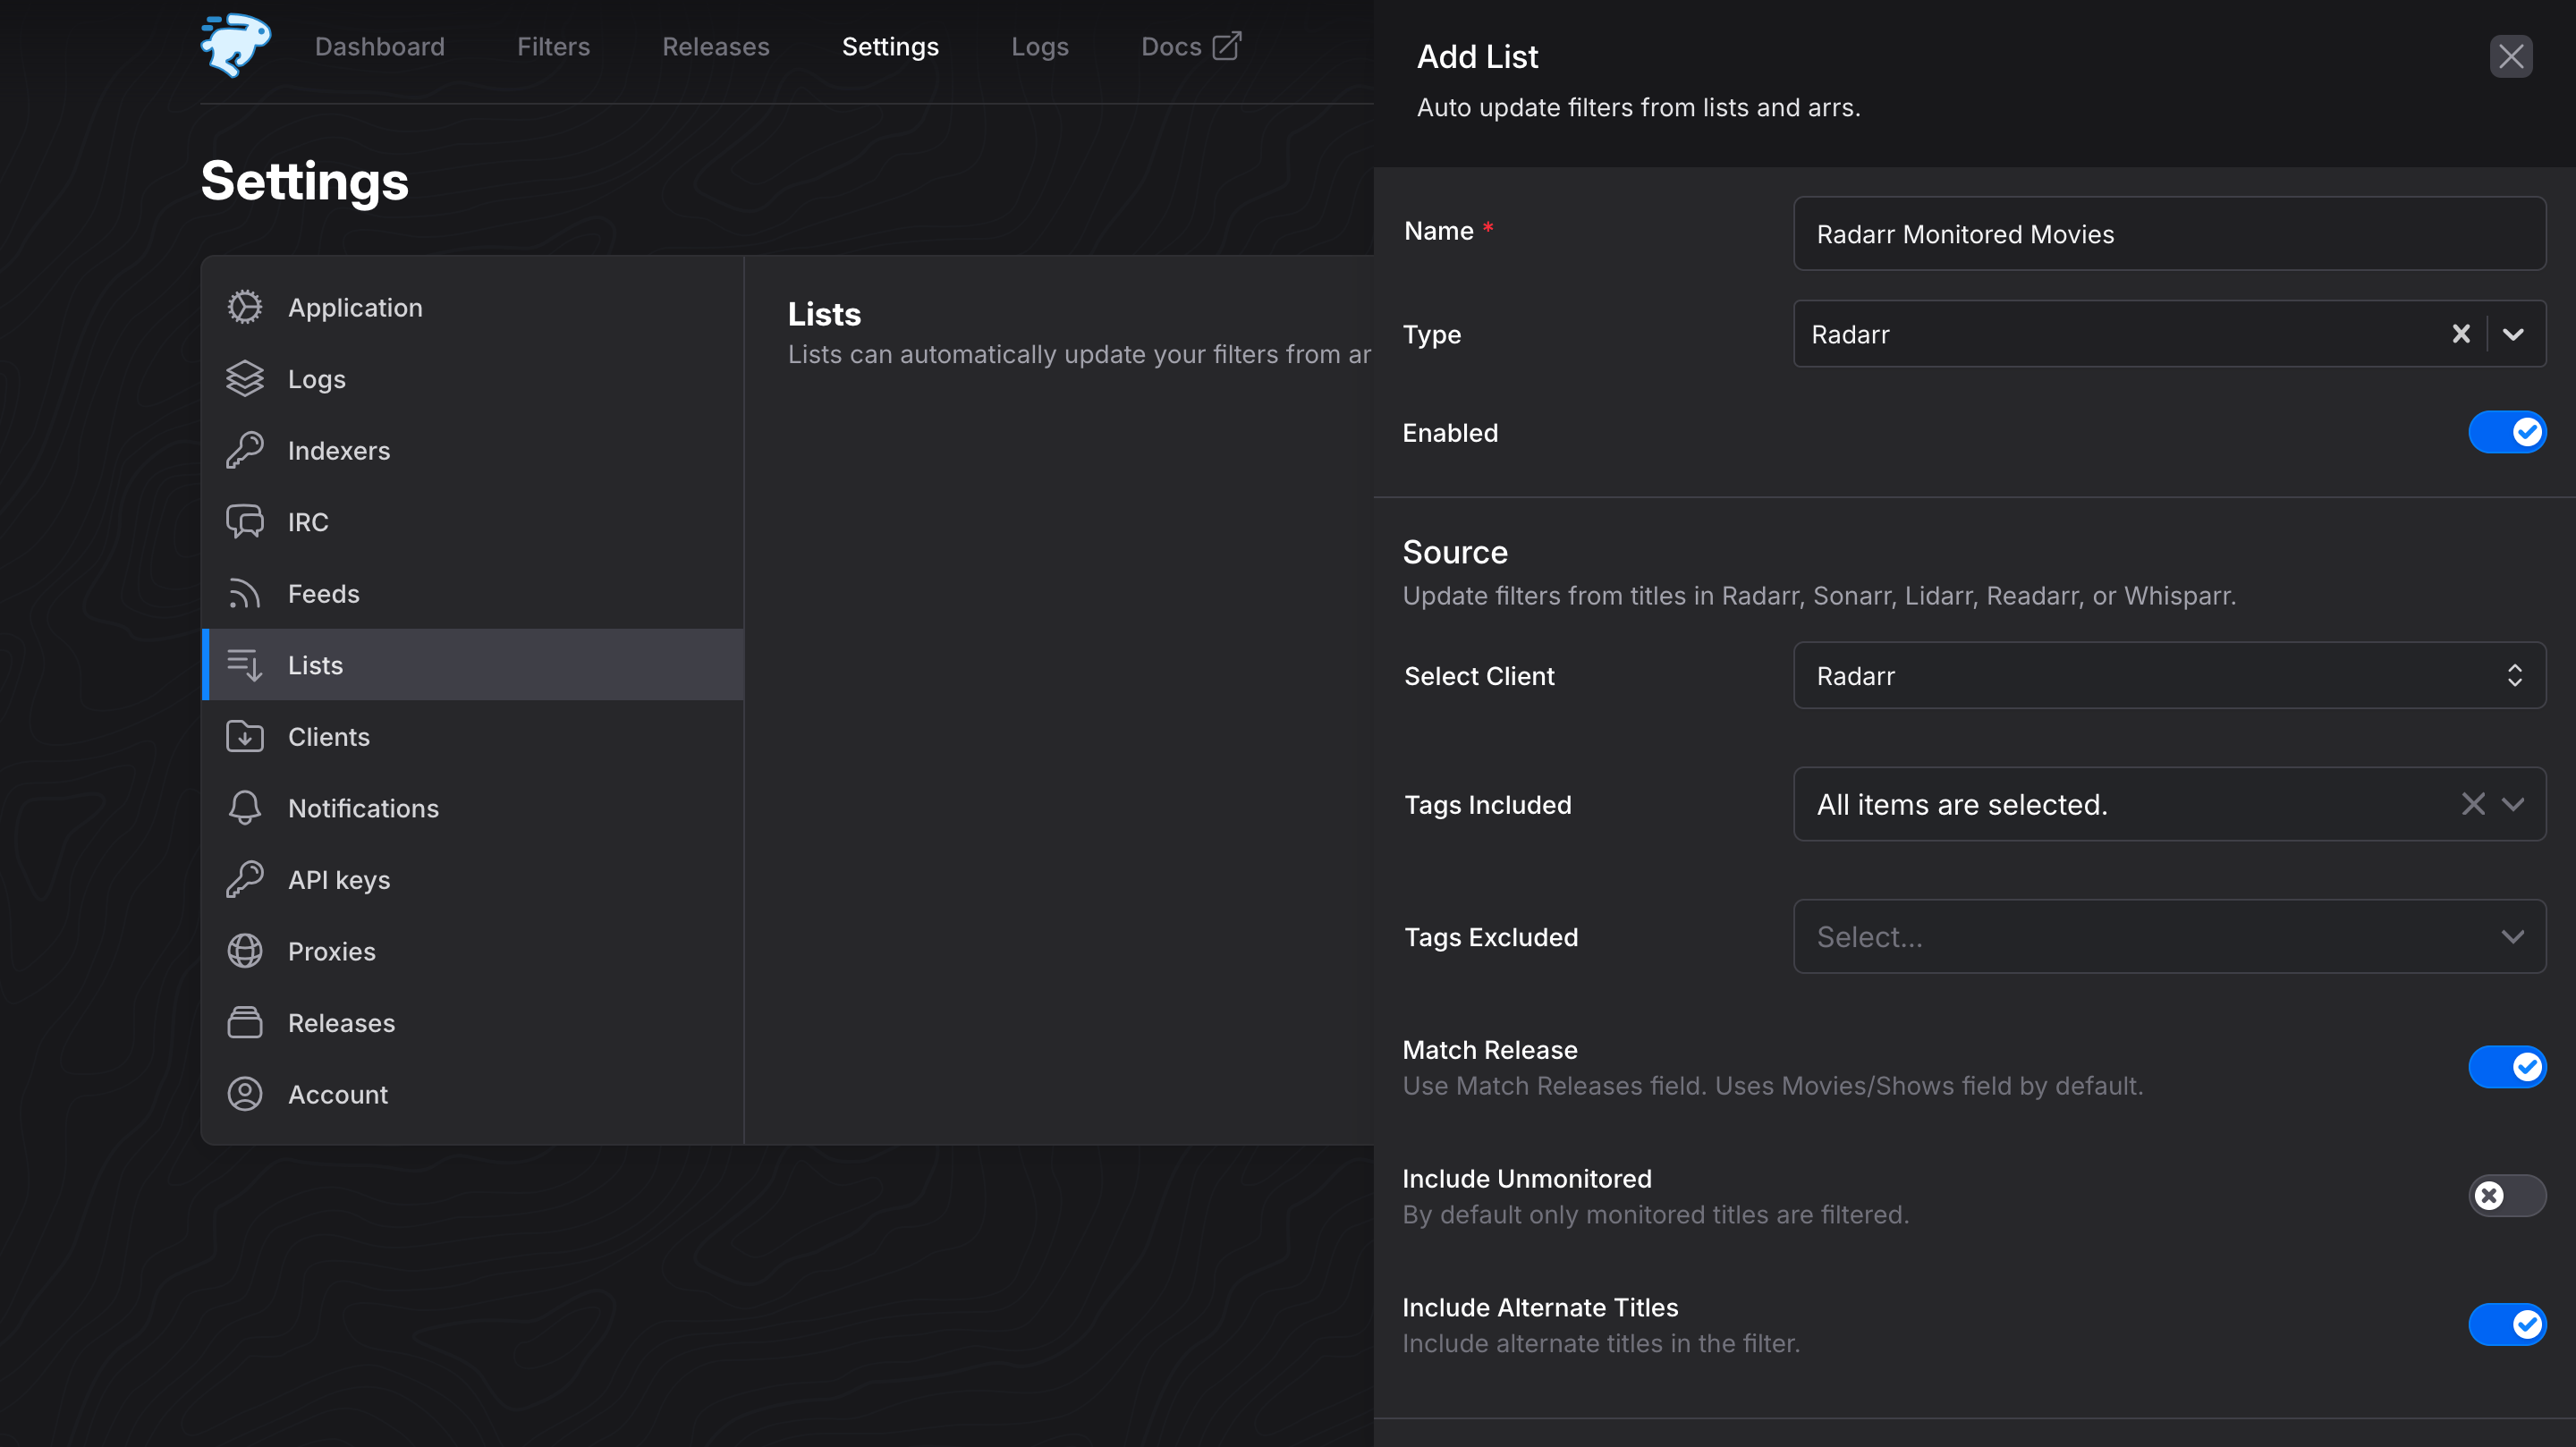 Dashboard
Filters
Releases
Settings
Logs
Docs
Settings
Application
Logs
Indexers
IRC
Feeds
Lists
Clients
Notifications
API keys
Proxies
Releases
Account
Lists
Lists can automatically update your filters from ar
Add List
Auto update filters from lists and arrs.
Name *
Radarr Monitored Movies
Type
Radarr
Enabled
Source
Update filters from titles in Radarr, Sonarr, Lidarr, Readarr, or Whisparr.
Select Client
Radarr
Tags Included
All items are selected.
Tags Excluded
Select...
Match Release
Use Match Releases field. Uses Movies/Shows field by default.
Include Unmonitored
By default only monitored titles are filtered.
Include Alternate Titles
Include alternate titles in the filter.